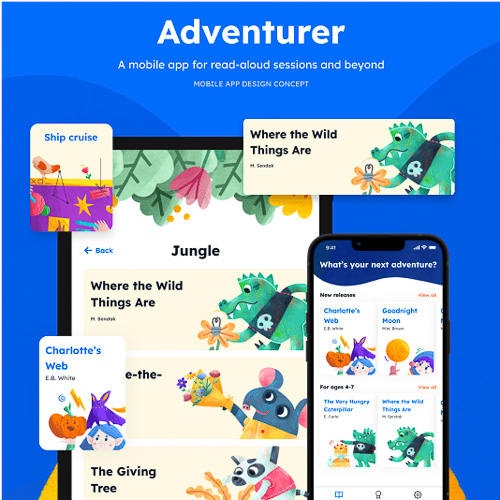 Adventurer
A mobile app for read-aloud sessions and beyond
MOBILE APP DESIGN CONCEPT
Ship cruise
Where the Wild
Things Are
M. Sendak
Back
Jungle
Where the Wild
Things Are
M. Sendak
Charlotte's
Web
E.B. White
e-the-
The Giving
Tree
9:41
What's your next adventure?
New releases
View all
Charlotte's
Web
E.B. White
Goodnight
Moon
M.W. Brown
For ages 4-7
View all
The Very Hungry
Caterpillar
E. Carle
Where the Wild
Things Are
M. Sendak